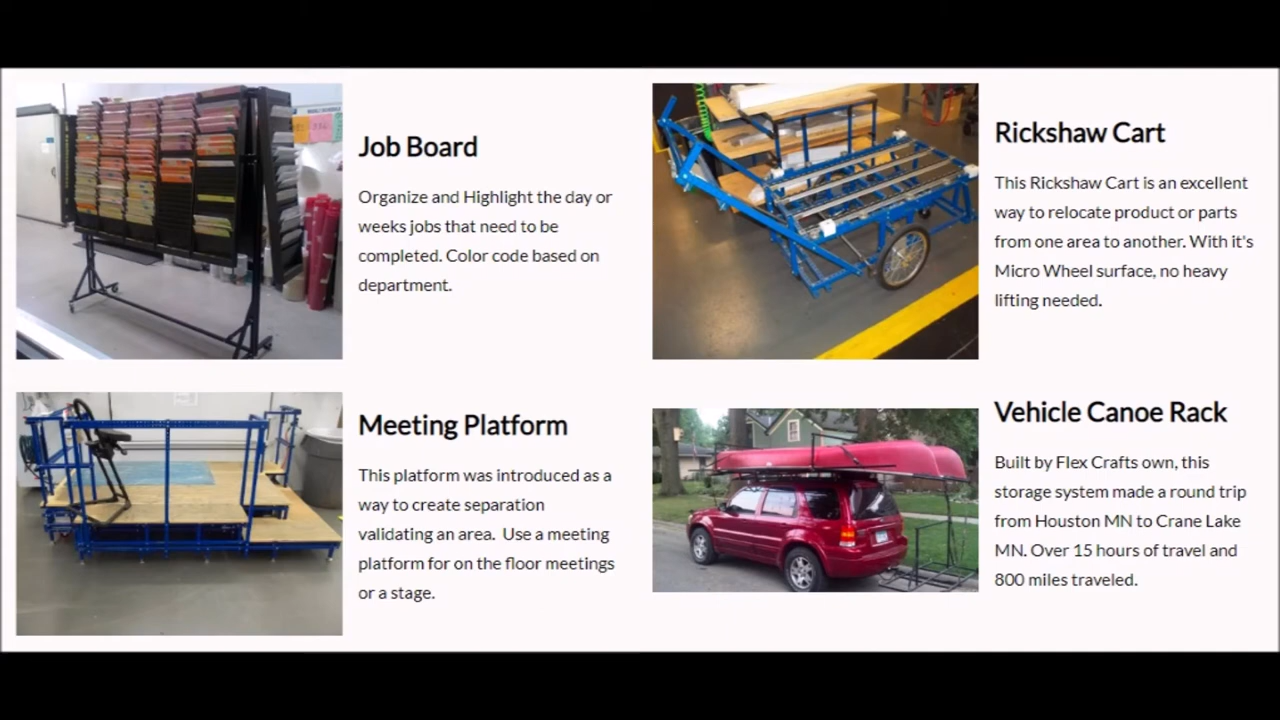 Job Board
Organize and Highlight the day or
weeks jobs that need to be
completed. Color code based on
department.
Rickshaw Cart
This Rickshaw Cart is an excellent
way to relocate product or parts
from one area to another. With it's
Micro Wheel surface, no heavy
lifting needed.
Meeting Platform
This platform was introduced as a
way to create separation
validating an area.  Use a meeting
platform for on the floor meetings
or a stage.
Vehicle Canoe Rack
Built by Flex Crafts own, this
storage system made a round trip
from Houston MN to Crane Lake
MN. Over 15 hours of travel and
800 miles traveled.